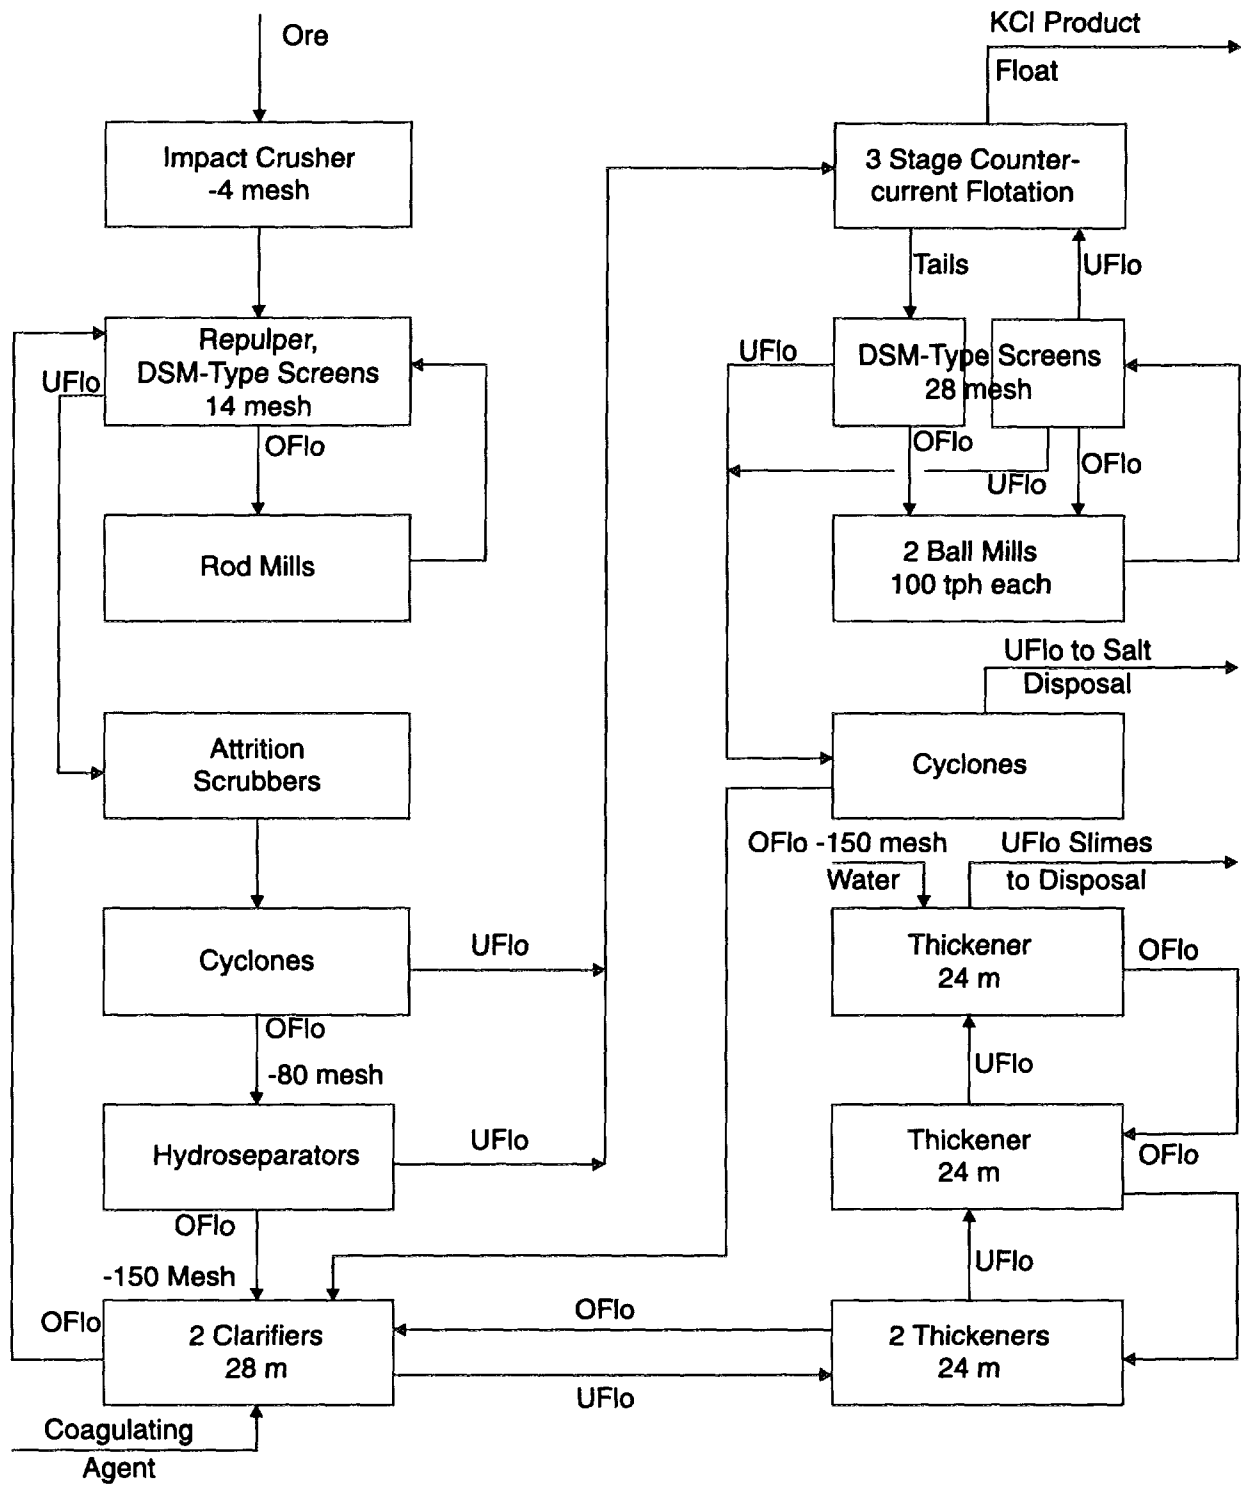 Ore
Impact Crusher
-4 mesh
Repulper,
DSM-Type Screens
14 mesh
UFlo
OFlo
Rod Mills
Attrition
Scrubbers
Cyclones
UFlo
OFlo
-80 mesh
Hydroseparators
UFlo
OFlo
-150 Mesh
OFlo
2 Clarifiers
28 m
Coagulating
Agent
OFlo
UFlo
KCl Product
Float
3 Stage Counter-
current Flotation
Tails
UFlo
UFlo
DSM-Type Screens
28 mesh
OFlo
UFlo
OFlo
2 Ball Mills
100 tph each
UFlo to Salt
Disposal
Cyclones
OFlo -150 mesh
Water
UFlo Slimes
to Disposal
Thickener
24 m
OFlo
UFlo
Thickener
24 m
OFlo
UFlo
2 Thickeners
24 m